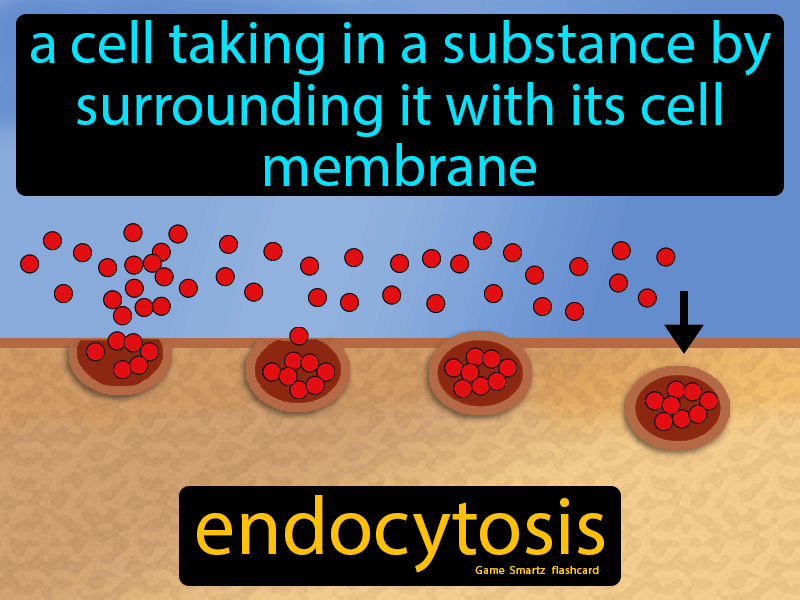 a cell taking in a substance by
surrounding it with its cell
membrane
endocytosis
Game Smartz flashcard